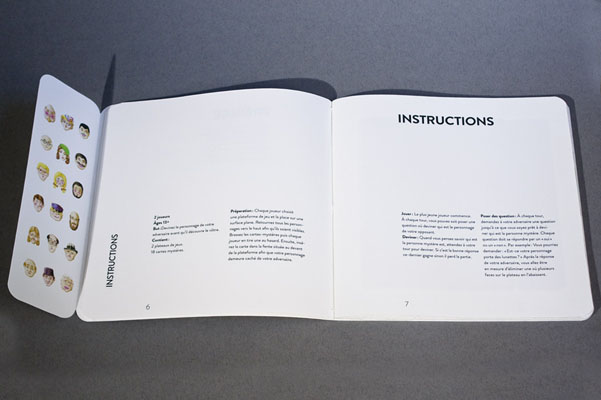 INSTRUCTIONS
2 joueurs
Âges 10+
But : Devinez le personnage de votre
adversaire avant qu'il découvre le vôtre.
Contient :
2 plateaux de jeux
18 cartes mystères
Préparation : Chaque joueur choisit
une plateforme de jeu et la place sur une
surface plane. Retournez tous les person-
nages vers le haut afin qu'ils soient visibles.
Brassez les cartes mystères puis chaque
joueur en tire une au hasard. Ensuite,
la carte dans la fente située au devant
de la plateforme afin que votre personnage
demeure caché de votre adversaire.
6
INSTRUCTIONS
Jouer : Le plus jeune joueur commence.
À chaque tour, vous pouvez soit poser une
question ou deviner qui est le personnage
de votre opposant.
Deviner : Quand vous pensez savoir qui est
la personne mystère est, attendez à votre
tour pour deviner. Si c'est la bonne réponse
ce dernier gagne sinon il perd la partie.
Poser des question : À chaque tour,
demandez à votre adversaire une question
jusqu'à ce que vous soyez prêt à devi-
ner qui est la personne mystère. Chaque
question doit se répondre par un « oui »
ou un « non ». Par exemple : Vous pourriez
demander : « Est-ce votre personnage
porte des lunettes ? » Après la réponse
de votre adversaire, vous allez être
en mesure d'éliminer une ou plusieurs
faces sur le plateau en l'abaissant.
7